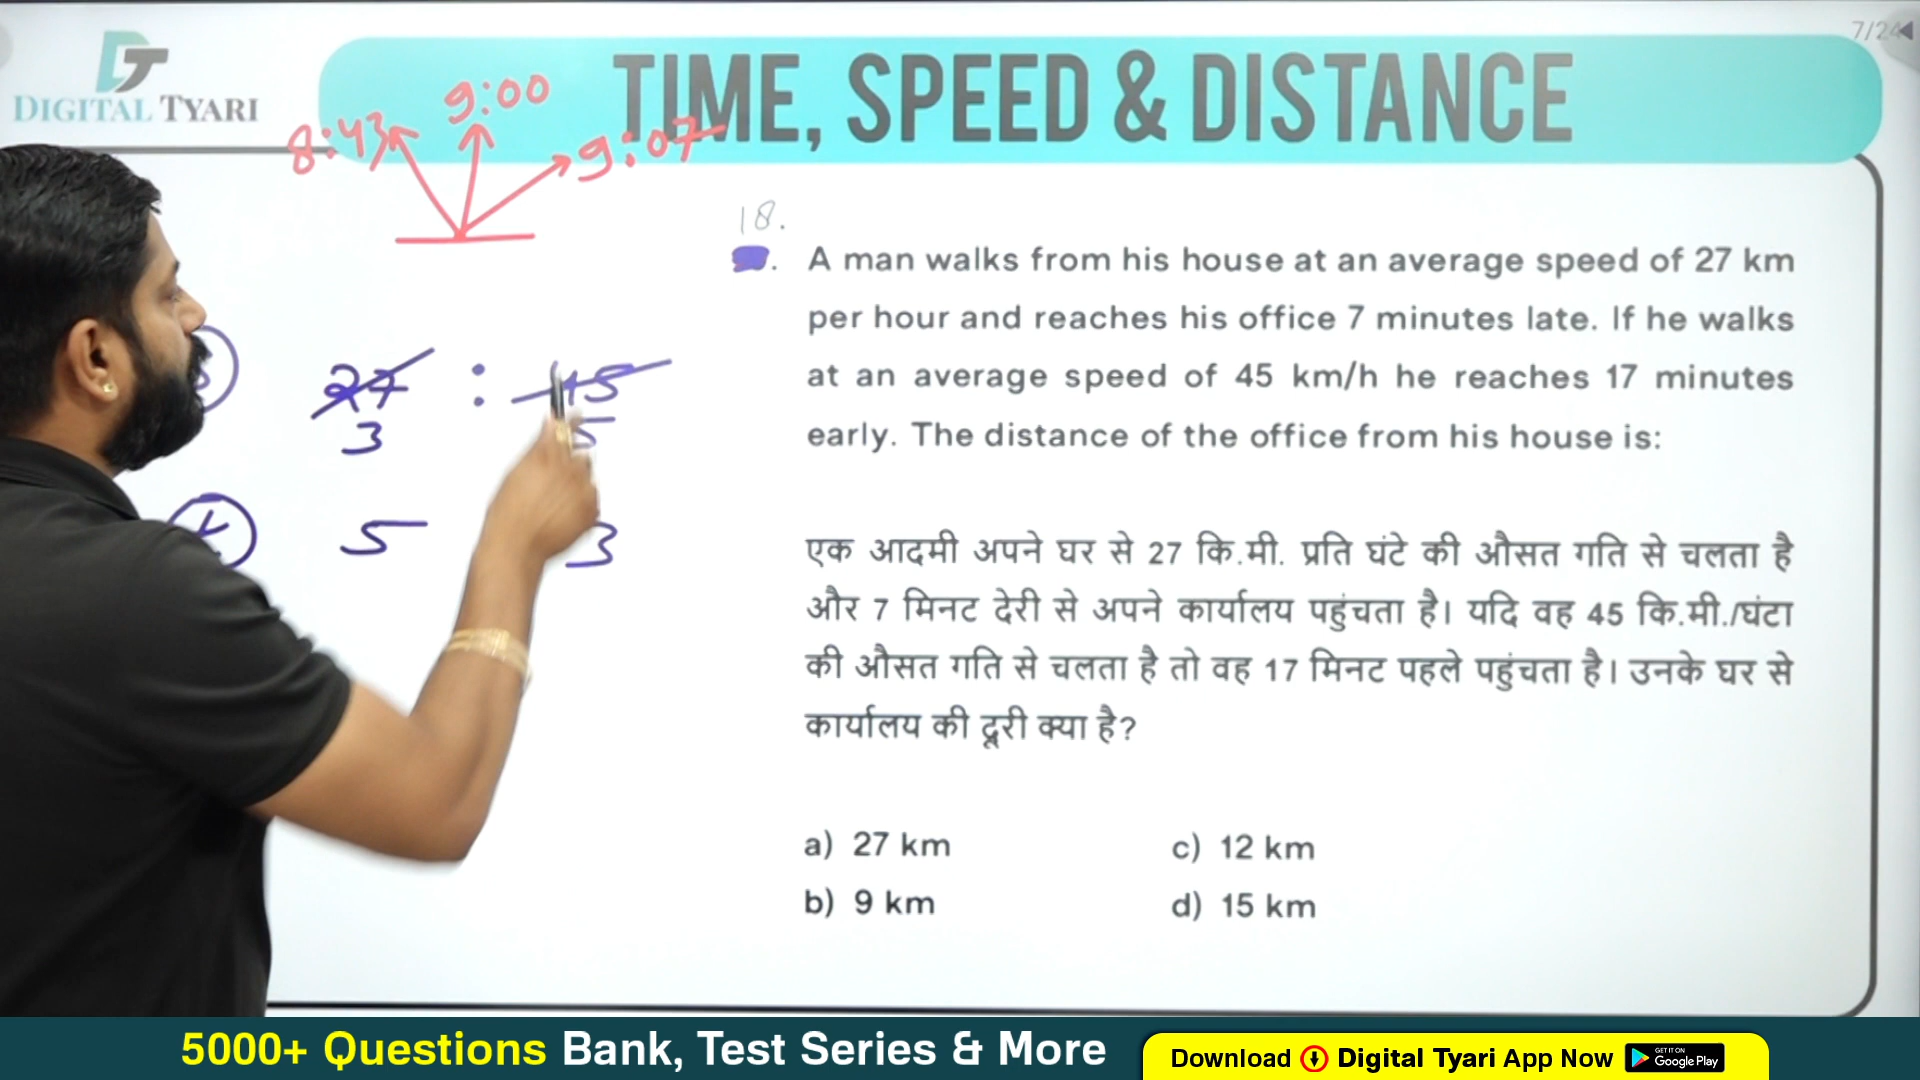 7/24
DT
DIGITAL TYARI
TIME, SPEED & DISTANCE
8:43
9:00
9:07
18.
A man walks from his house at an average speed of 27 km
per hour and reaches his office 7 minutes late. If he walks
at an average speed of 45 km/h he reaches 17 minutes
early. The distance of the office from his house is:
27 : 45
3 5
5 3
एक आदमी अपने घर से 27 कि.मी. प्रति घंटे की औसत गति से चलता है
और 7 मिनट देरी से अपने कार्यालय पहुंचता है। यदि वह 45 कि.मी./घंटा
की औसत गति से चलता है तो वह 17 मिनट पहले पहुंचता है। उनके घर से
कार्यालय की दूरी क्या है?
a) 27 km
c) 12 km
b) 9 km
d) 15 km
5000+ Questions Bank, Test Series & More
Download Digital Tyari App Now
GET IT ON
Google Play